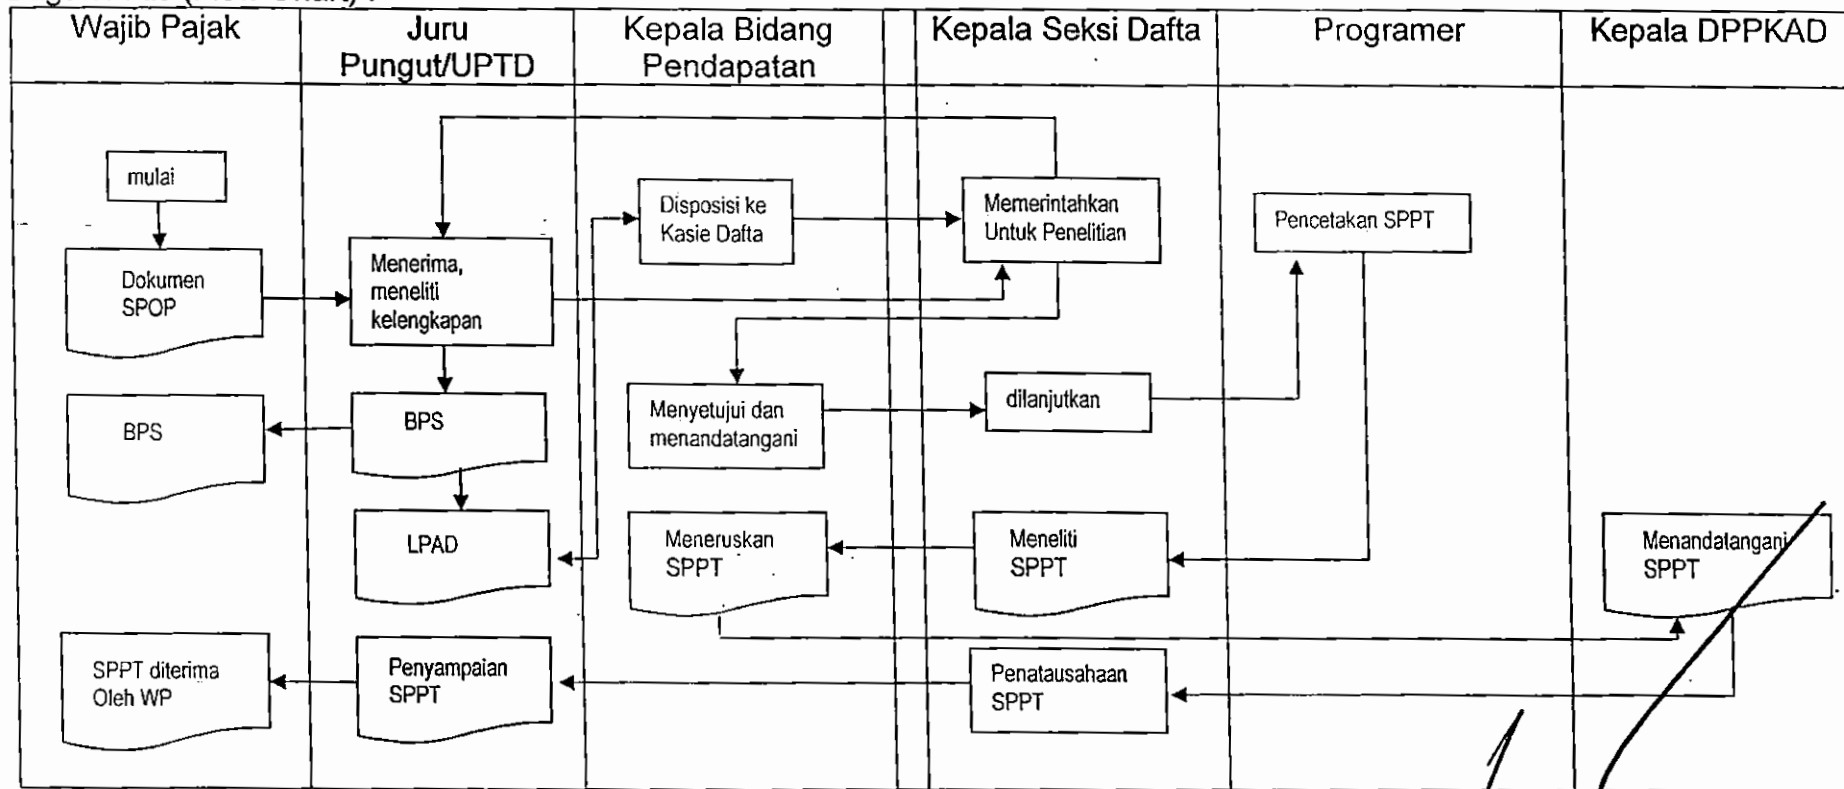 Wajib Pajak
Juru
Pungut/UPTD
Kepala Bidang
Pendapatan
Kepala Seksi Dafta
Programer
Kepala DPPKAD
mulai
Dokumen
SPOP
Menerima,
meneliti
kelengkapan
Disposisi ke
Kasie Dafta
Memerintahkan
Untuk Penelitian
Pencetakan SPPT
BPS
BPS
Menyetujui dan
menandatangani
dilanjutkan
LPAD
Meneruskan
SPPT
Meneliti
SPPT
Menandatangani
SPPT
SPPT diterima
Oleh WP
Penyampaian
SPPT
Penatausahaan
SPPT